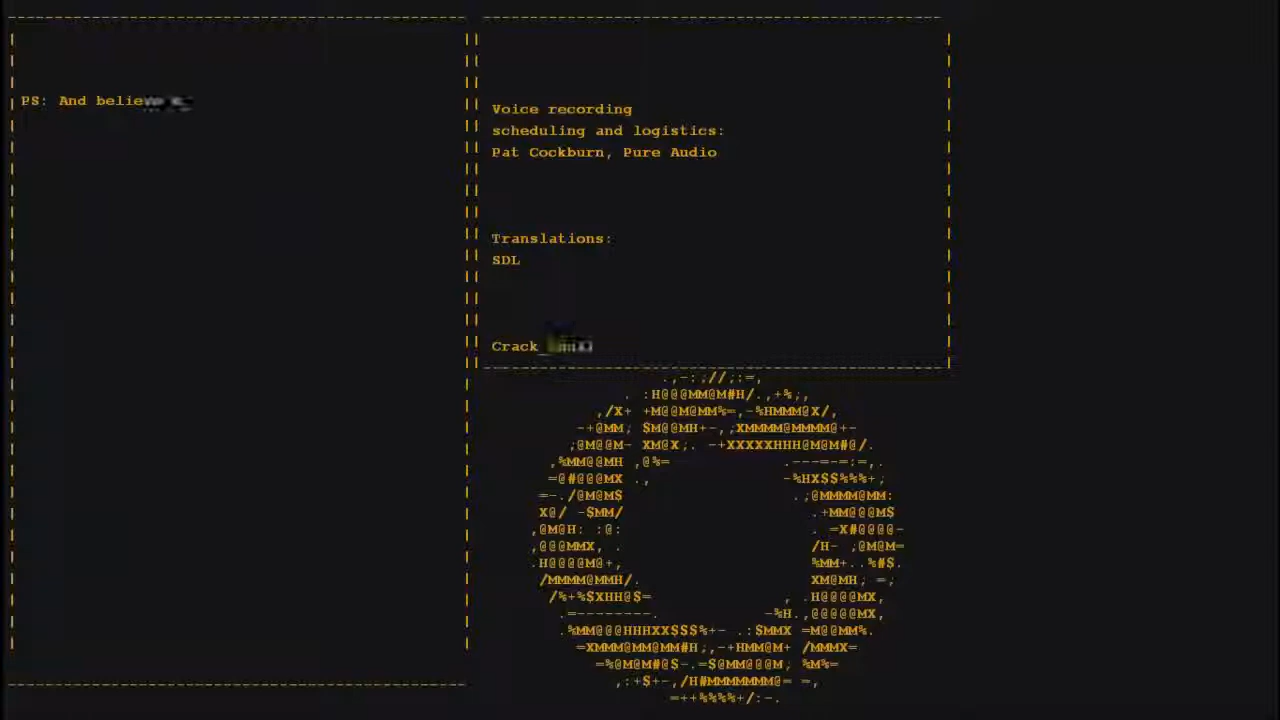 PS: And belie
Voice recording
scheduling and logistics:
Pat Cockburn, Pure Audio
Translations:
SDL
Crack